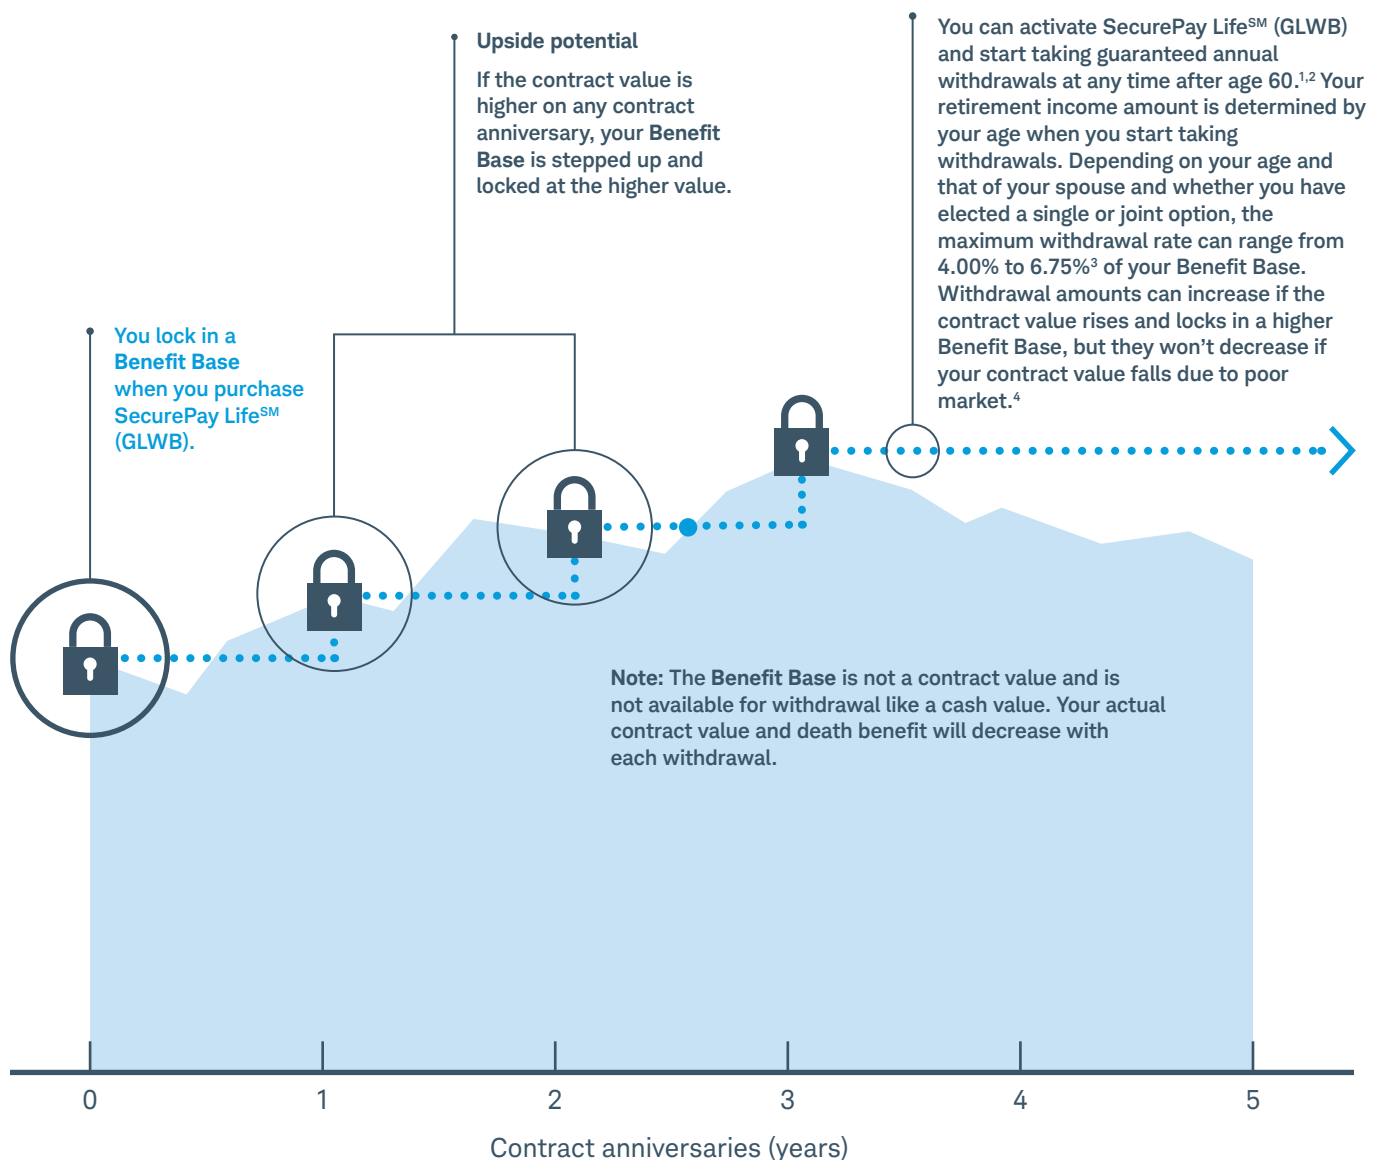 Upside potential
If the contract value is
higher on any contract
anniversary, your Benefit
Base is stepped up and
locked at the higher value.
You can activate SecurePay Life℠ (GLWB)
and start taking guaranteed annual
withdrawals at any time after age 60.¹,² Your
retirement income amount is determined by
your age when you start taking
withdrawals. Depending on your age and
that of your spouse and whether you have
elected a single or joint option, the
maximum withdrawal rate can range from
4.00% to 6.75%³ of your Benefit Base.
Withdrawal amounts can increase if the
contract value rises and locks in a higher
Benefit Base, but they won’t decrease if
your contract value falls due to poor
market.⁴
You lock in a
Benefit Base
when you purchase
SecurePay Life℠
(GLWB).
Note: The Benefit Base is not a contract value and is
not available for withdrawal like a cash value. Your actual
contract value and death benefit will decrease with
each withdrawal.
0 1 2 3 4 5
Contract anniversaries (years)